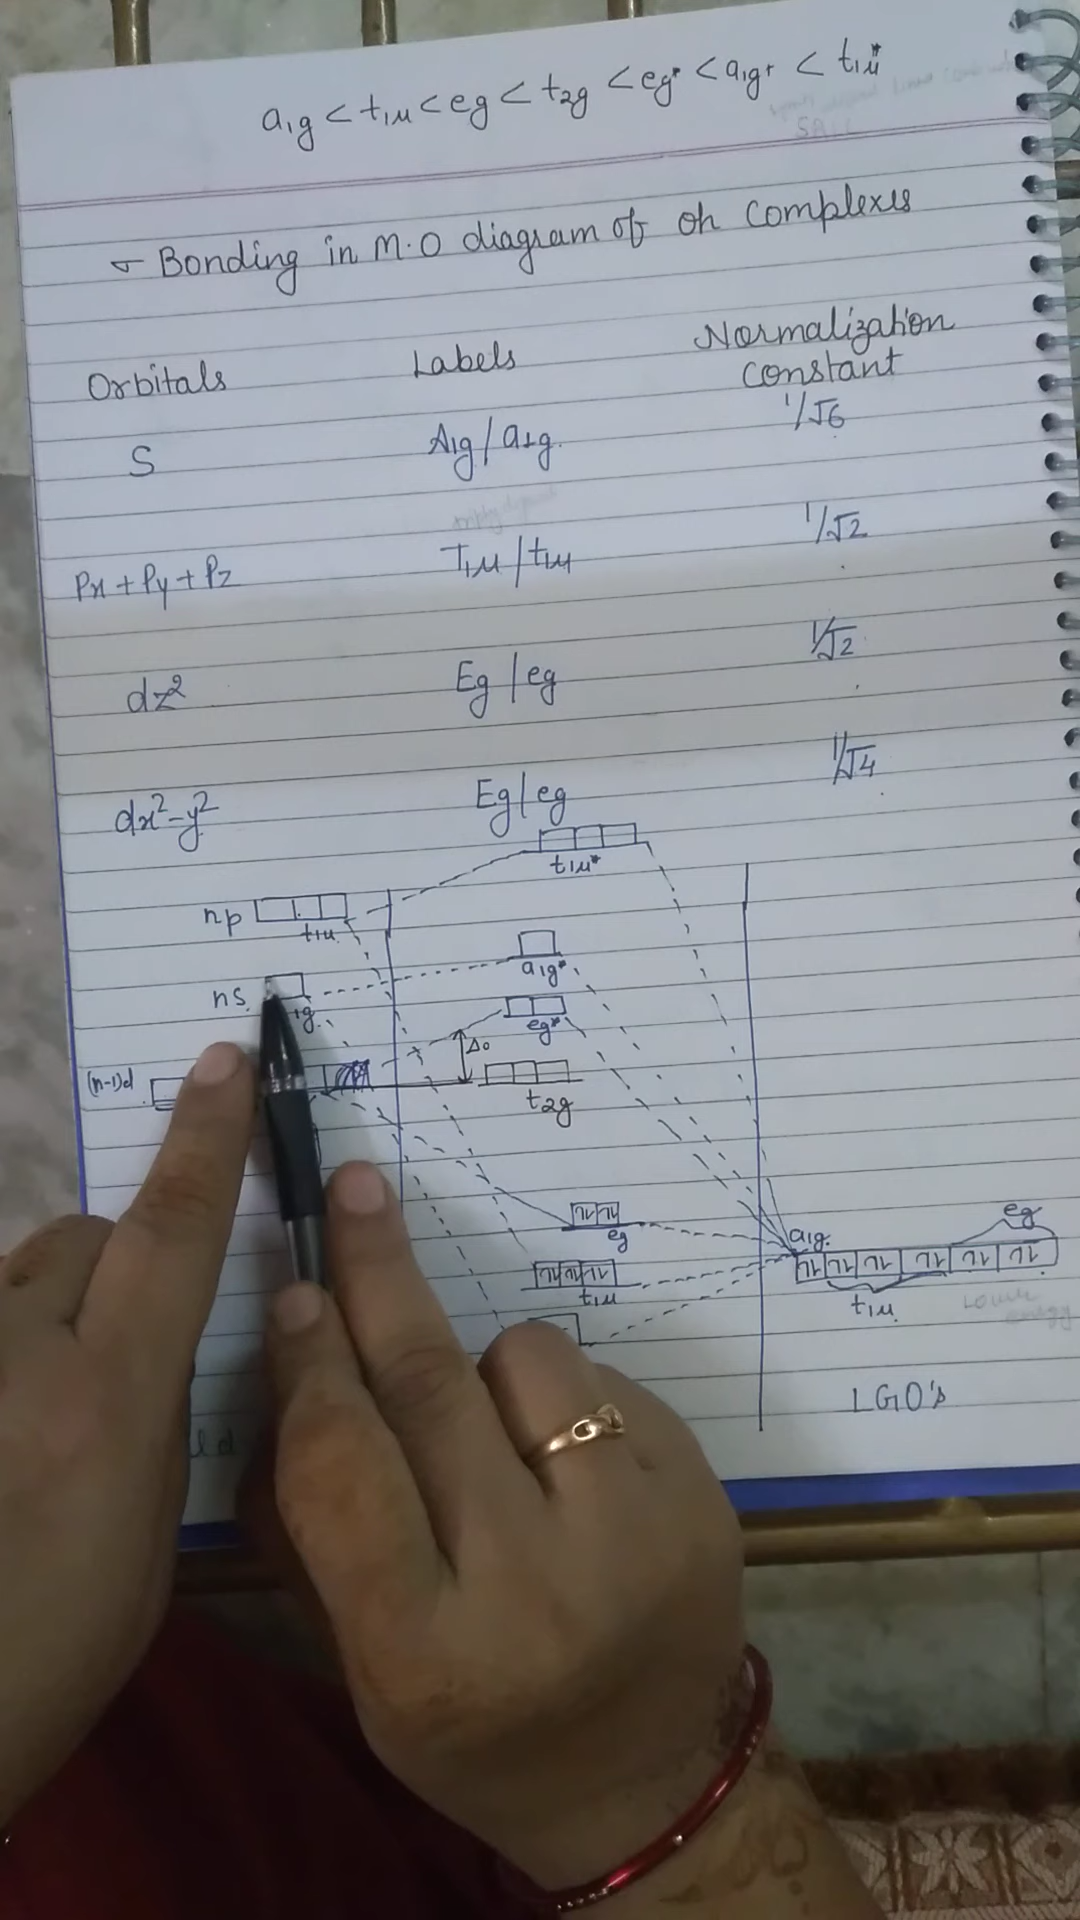 a1g < t1u < eg < t2g < eg* < a1g* < t1u*
σ - Bonding in M.O diagram of oh complexes
Orbitals Labels Normalization constant
S A1g / a1g. 1/√6
Px + Py + Pz T1u / t1u 1/√2
dz² Eg / eg 1/√2
dx²-y² Eg / eg 1/√4
t1u*
np t1u
a1g*
ns 1g
eg*
Δo
(n-1)d
t2g
eg
eg
a1g.
t1u
t1u
LGO's